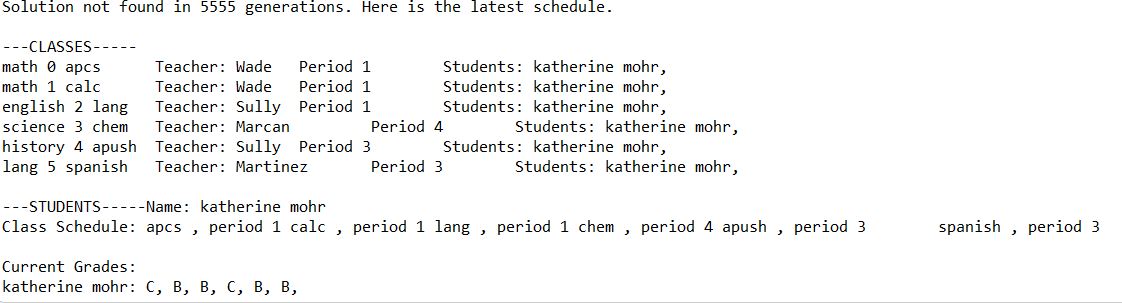 Solution not found in 5555 generations. Here is the latest schedule.
---CLASSES-----
math 0 apcs Teacher: Wade Period 1 Students: katherine mohr,
math 1 calc Teacher: Wade Period 1 Students: katherine mohr,
english 2 lang Teacher: Sully Period 1 Students: katherine mohr,
science 3 chem Teacher: Marcan Period 4 Students: katherine mohr,
history 4 apush Teacher: Sully Period 3 Students: katherine mohr,
lang 5 spanish Teacher: Martinez Period 3 Students: katherine mohr,
---STUDENTS-----Name: katherine mohr
Class Schedule: apcs , period 1 calc , period 1 lang , period 1 chem , period 4 apush , period 3 spanish , period 3
Current Grades:
katherine mohr: C, B, B, C, B, B,